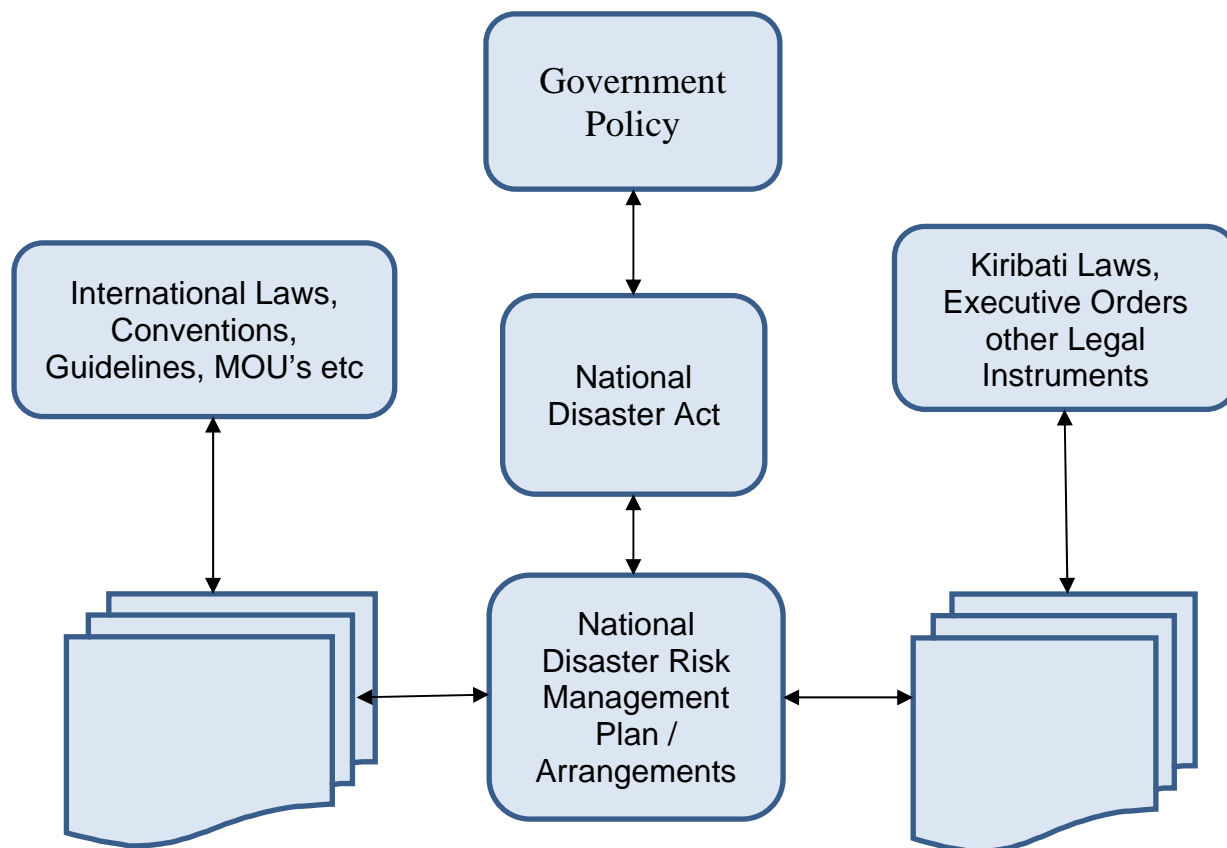 Government
Policy
International Laws,
Conventions,
Guidelines, MOU’s etc
Kiribati Laws,
Executive Orders
other Legal
Instruments
National
Disaster Act
National
Disaster Risk
Management
Plan /
Arrangements